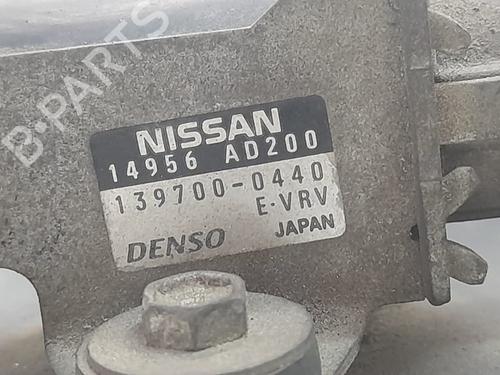 B-PARTS
NISSAN
14956 AD200
139700-0440
E·VRV
DENSO JAPAN